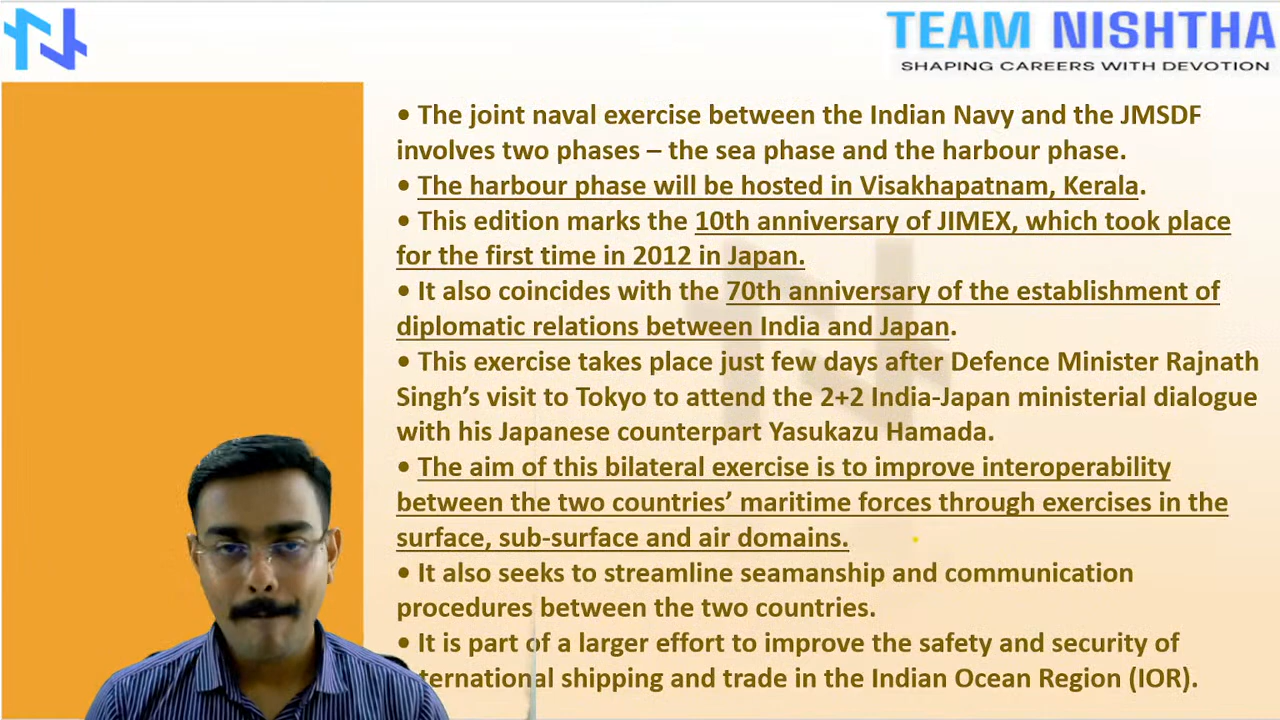 TEAM NISHTHA
SHAPING CAREERS WITH DEVOTION
• The joint naval exercise between the Indian Navy and the JMSDF
involves two phases – the sea phase and the harbour phase.
• The harbour phase will be hosted in Visakhapatnam, Kerala.
• This edition marks the 10th anniversary of JIMEX, which took place
for the first time in 2012 in Japan.
• It also coincides with the 70th anniversary of the establishment of
diplomatic relations between India and Japan.
• This exercise takes place just few days after Defence Minister Rajnath
Singh’s visit to Tokyo to attend the 2+2 India-Japan ministerial dialogue
with his Japanese counterpart Yasukazu Hamada.
• The aim of this bilateral exercise is to improve interoperability
between the two countries’ maritime forces through exercises in the
surface, sub-surface and air domains.
• It also seeks to streamline seamanship and communication
procedures between the two countries.
• It is part of a larger effort to improve the safety and security of
ternational shipping and trade in the Indian Ocean Region (IOR).